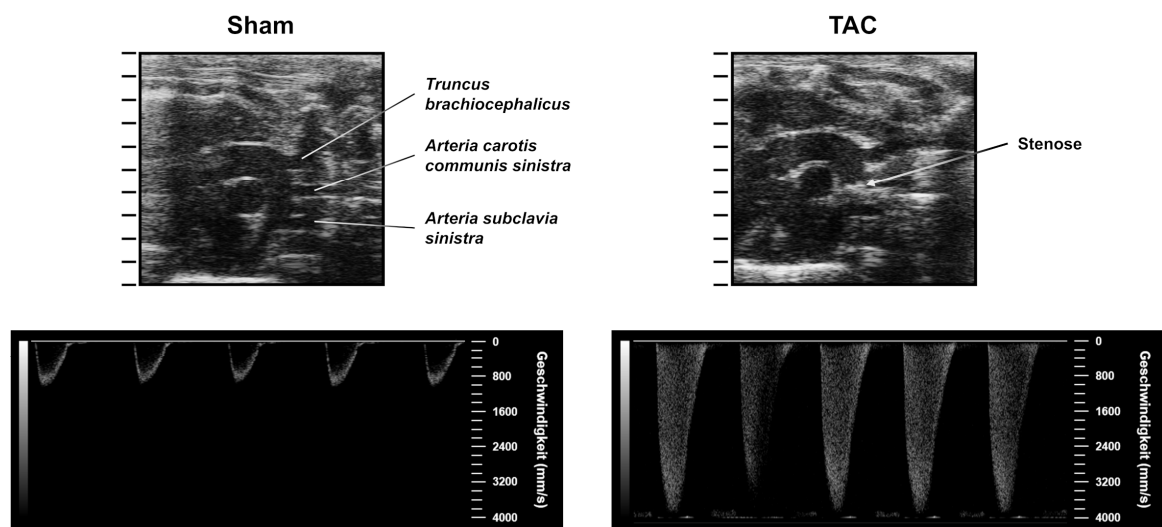 Sham
TAC
Truncus
brachiocephalicus
Arteria carotis
communis sinistra
Arteria subclavia
sinistra
Stenose
0
800
1600
2400
3200
4000
Geschwindigkeit (mm/s)
0
800
1600
2400
3200
4000
Geschwindigkeit (mm/s)